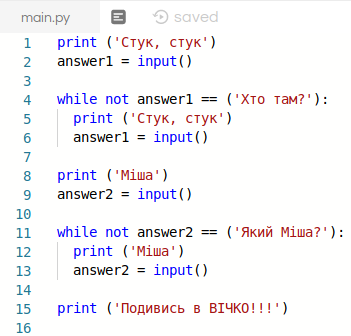 main.py saved
1 print ('Стук, стук')
2 answer1 = input()
3
4 while not answer1 == ('Хто там?'):
5 print ('Стук, стук')
6 answer1 = input()
7
8 print ('Міша')
9 answer2 = input()
10
11 while not answer2 == ('Який Міша?'):
12 print ('Міша')
13 answer2 = input()
14
15 print ('Подивись в ВІЧКО!!!')
16